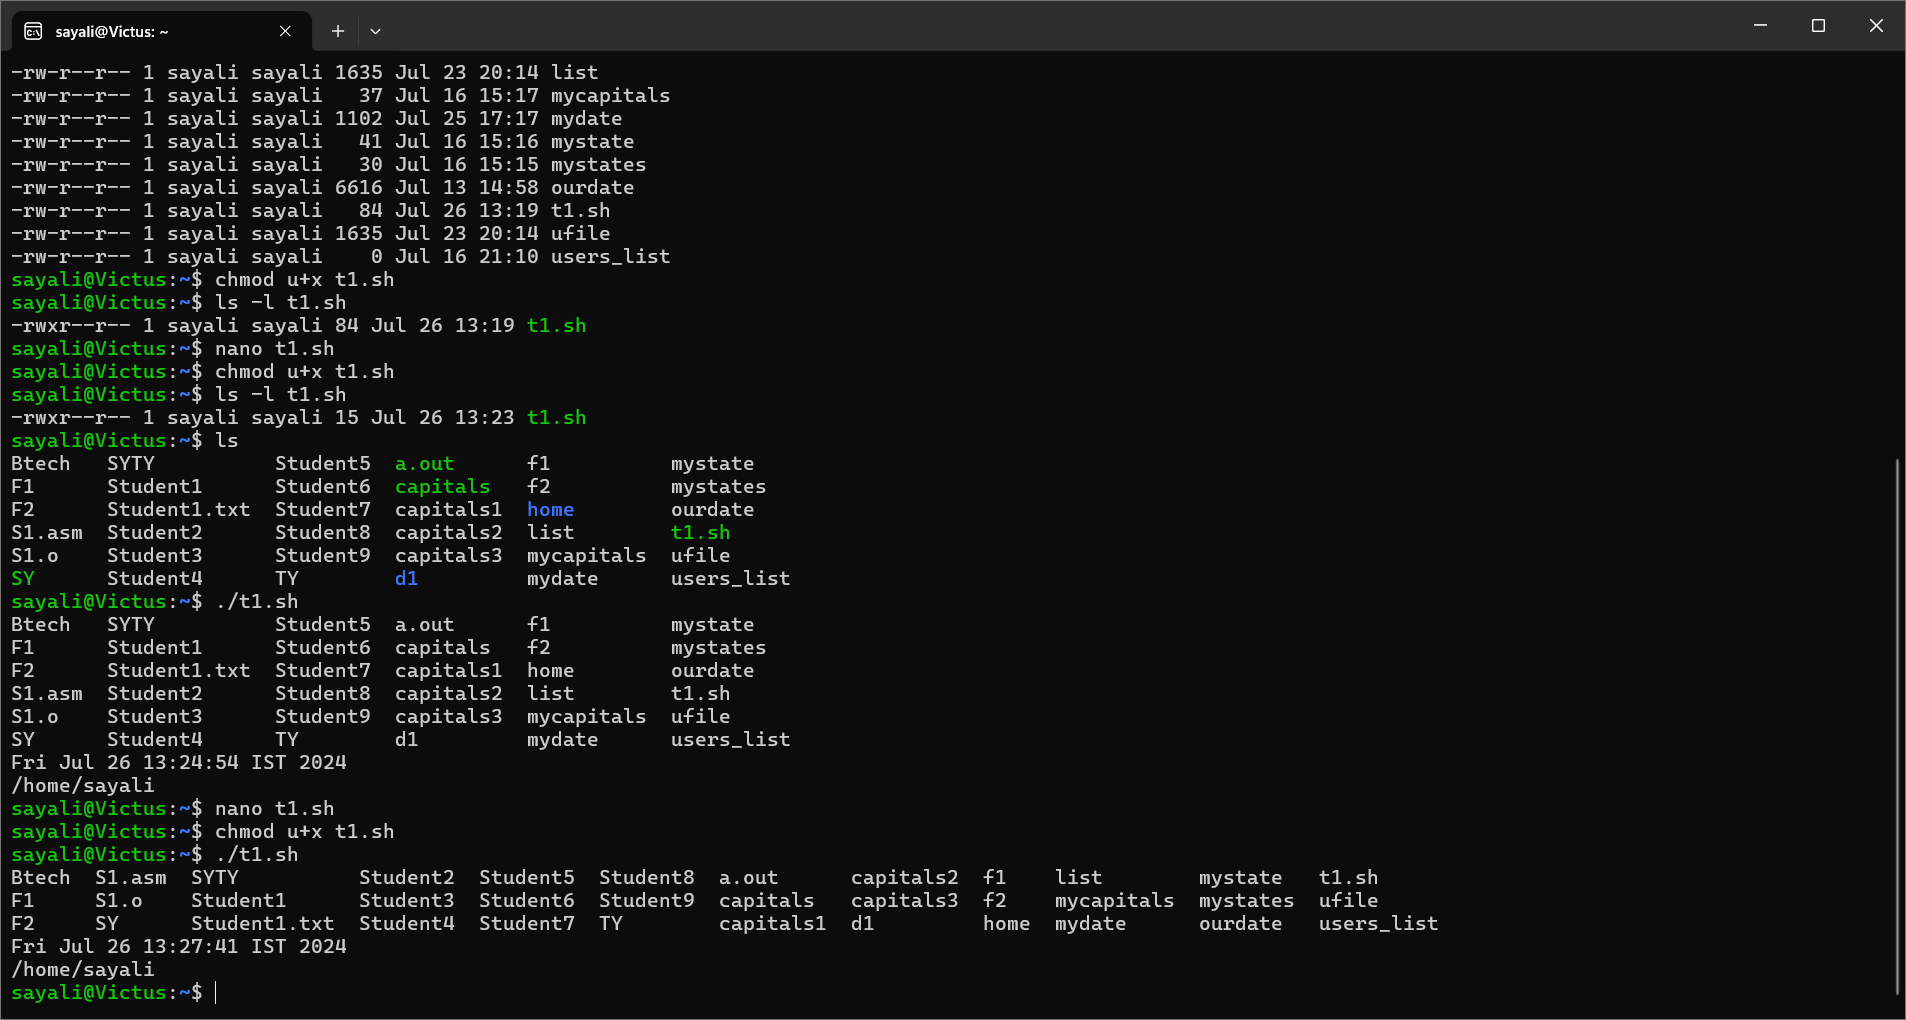 sayali@Victus: ~
-rw-r--r-- 1 sayali sayali 1635 Jul 23 20:14 list
-rw-r--r-- 1 sayali sayali   37 Jul 16 15:17 mycapitals
-rw-r--r-- 1 sayali sayali 1102 Jul 25 17:17 mydate
-rw-r--r-- 1 sayali sayali   41 Jul 16 15:16 mystate
-rw-r--r-- 1 sayali sayali   30 Jul 16 15:15 mystates
-rw-r--r-- 1 sayali sayali 6616 Jul 13 14:58 ourdate
-rw-r--r-- 1 sayali sayali   84 Jul 26 13:19 t1.sh
-rw-r--r-- 1 sayali sayali 1635 Jul 23 20:14 ufile
-rw-r--r-- 1 sayali sayali    0 Jul 16 21:10 users_list
sayali@Victus:~$ chmod u+x t1.sh
sayali@Victus:~$ ls -l t1.sh
-rwxr--r-- 1 sayali sayali 84 Jul 26 13:19 t1.sh
sayali@Victus:~$ nano t1.sh
sayali@Victus:~$ chmod u+x t1.sh
sayali@Victus:~$ ls -l t1.sh
-rwxr--r-- 1 sayali sayali 15 Jul 26 13:23 t1.sh
sayali@Victus:~$ ls
Btech   SYTY          Student5  a.out      f1          mystate
F1      Student1      Student6  capitals   f2          mystates
F2      Student1.txt  Student7  capitals1  home        ourdate
S1.asm  Student2      Student8  capitals2  list        t1.sh
S1.o    Student3      Student9  capitals3  mycapitals  ufile
SY      Student4      TY        d1         mydate      users_list
sayali@Victus:~$ ./t1.sh
Btech   SYTY          Student5  a.out      f1          mystate
F1      Student1      Student6  capitals   f2          mystates
F2      Student1.txt  Student7  capitals1  home        ourdate
S1.asm  Student2      Student8  capitals2  list        t1.sh
S1.o    Student3      Student9  capitals3  mycapitals  ufile
SY      Student4      TY        d1         mydate      users_list
Fri Jul 26 13:24:54 IST 2024
/home/sayali
sayali@Victus:~$ nano t1.sh
sayali@Victus:~$ chmod u+x t1.sh
sayali@Victus:~$ ./t1.sh
Btech  S1.asm  SYTY          Student2  Student5  Student8  a.out      capitals2  f1    list        mystate   t1.sh
F1     S1.o    Student1      Student3  Student6  Student9  capitals   capitals3  f2    mycapitals  mystates  ufile
F2     SY      Student1.txt  Student4  Student7  TY        capitals1  d1         home  mydate      ourdate   users_list
Fri Jul 26 13:27:41 IST 2024
/home/sayali
sayali@Victus:~$